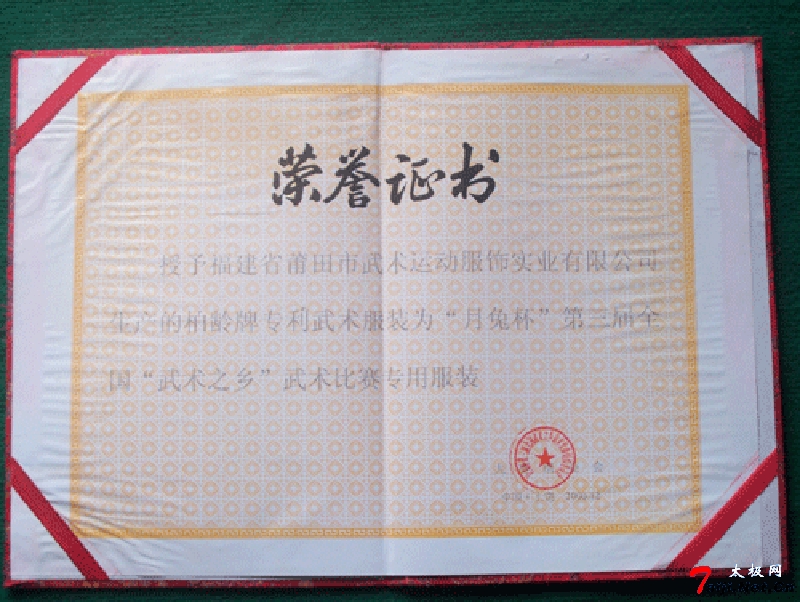 荣誉证书
授予福建省莆田市武术运动服饰实业有限公司
生产的柏龄牌专利武术服装为“月兔杯”第三届全
国“武术之乡”武术比赛专用服装
会
太极网